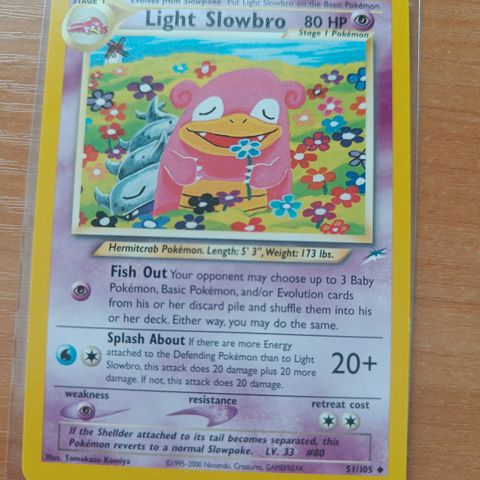 STAGE 1
Evolves from Slowpoke Put Light Slowbro on the Basic Pokémon
Light Slowbro 80 HP
Stage 1 Pokémon
Hermitcrab Pokémon. Length: 5' 3", Weight: 173 lbs.
Fish Out Your opponent may choose up to 3 Baby
Pokémon, Basic Pokémon, and/or Evolution cards
from his or her discard pile and shuffle them into his
or her deck. Either way, you may do the same.
Splash About If there are more Energy
attached to the Defending Pokémon than to Light
Slowbro, this attack does 20 damage plus 20 more
damage. If not, this attack does 20 damage.
20+
weakness resistance retreat cost
If the Shellder attached to its tail becomes separated, this
Pokémon reverts to a normal Slowpoke. LV. 33 #80
Illus. Tomokazu Komiya ©1995-2000 Nintendo, Creatures, GAMEFREAK. 51/105